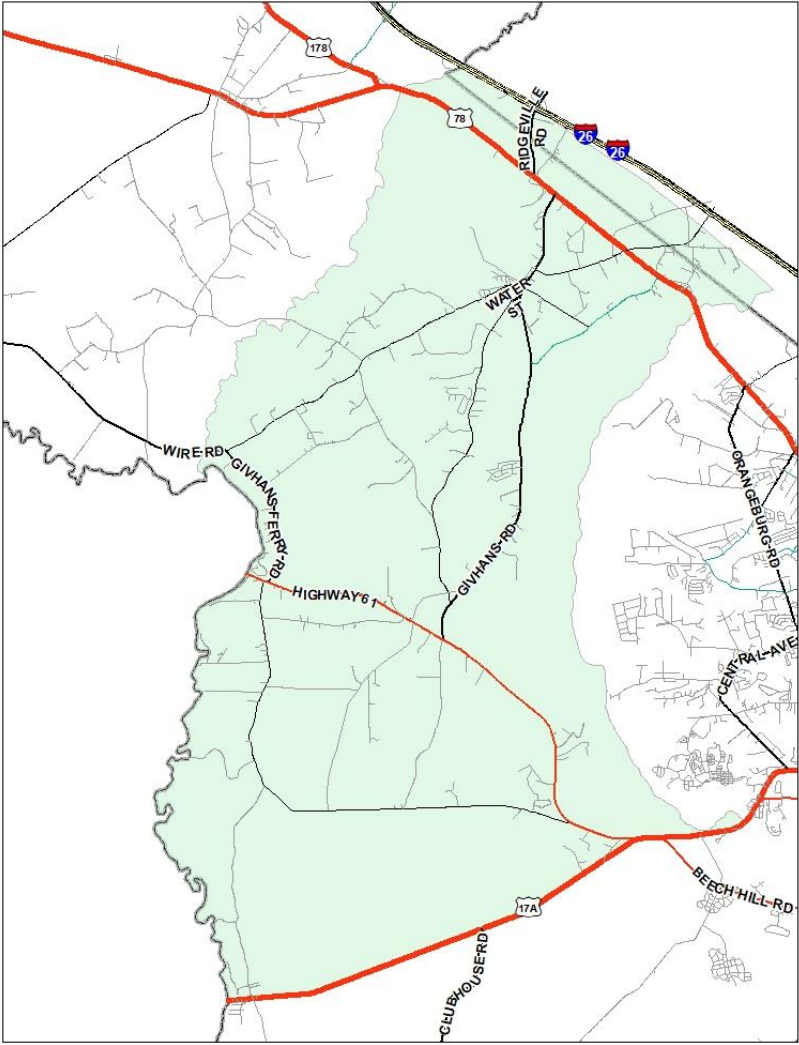 178
78
RIDGEVILLE
RD
26
26
WATER
ST
WIRE RD
GIVHANS FERRY RD
ORANGEBURG RD
GIVHANS RD
HIGHWAY 61
CENTRAL AVE
BEECH HILL RD
17A
CLUBHOUSE RD